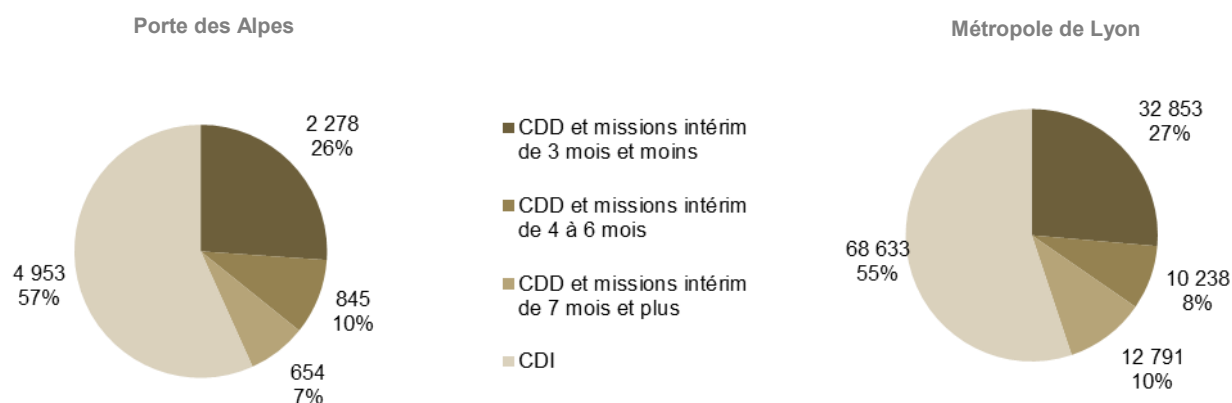 Porte des Alpes
2 278
26%
845
10%
654
7%
4 953
57%
CDD et missions intérim
de 3 mois et moins
CDD et missions intérim
de 4 à 6 mois
CDD et missions intérim
de 7 mois et plus
CDI
Métropole de Lyon
32 853
27%
10 238
8%
12 791
10%
68 633
55%